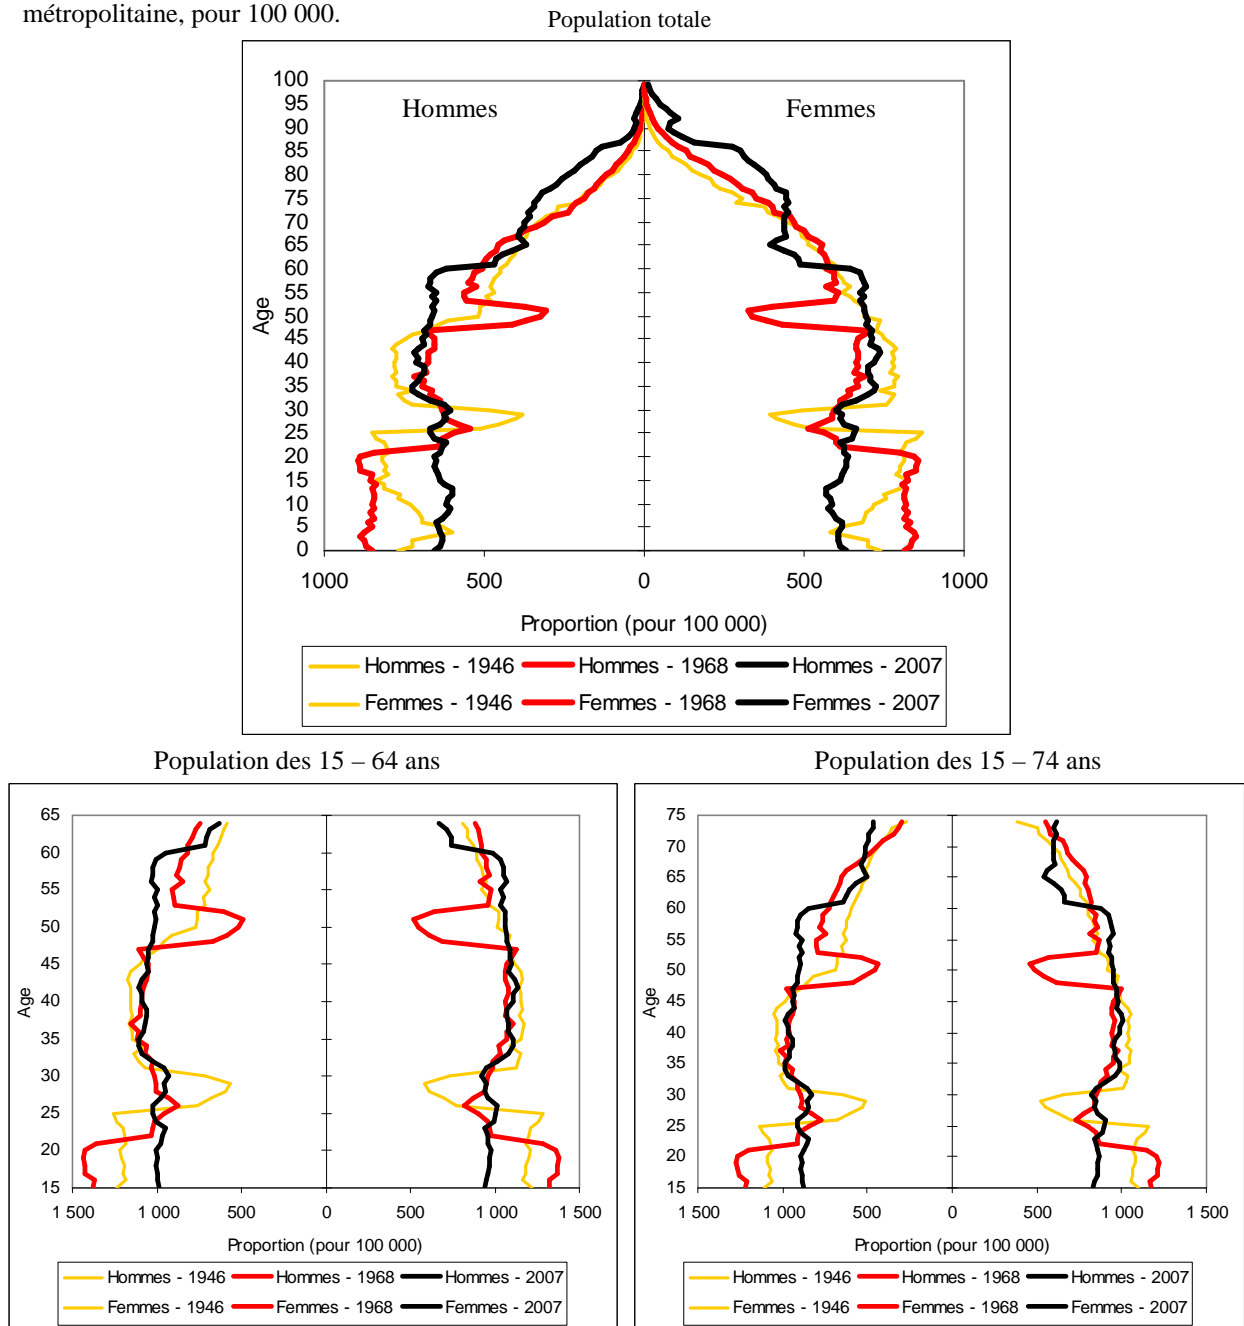 métropolitaine, pour 100 000.
Population totale
Hommes
Femmes
100
95
90
85
80
75
70
65
60
55
50
45
40
35
30
25
20
15
10
5
0
Age
1000 500 0 500 1000
Proportion (pour 100 000)
Hommes - 1946 Hommes - 1968 Hommes - 2007
Femmes - 1946 Femmes - 1968 Femmes - 2007
Population des 15 – 64 ans
65
60
55
50
45
40
35
30
25
20
15
Age
1 500 1 000 500 0 500 1 000 1 500
Proportion (pour 100 000)
Hommes - 1946 Hommes - 1968 Hommes - 2007
Femmes - 1946 Femmes - 1968 Femmes - 2007
Population des 15 – 74 ans
75
70
65
60
55
50
45
40
35
30
25
20
15
Age
1 500 1 000 500 0 500 1 000 1 500
Proportion (pour 100 000)
Hommes - 1946 Hommes - 1968 Hommes - 2007
Femmes - 1946 Femmes - 1968 Femmes - 2007